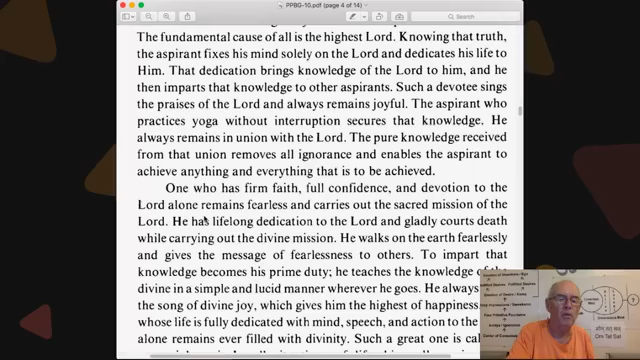 PPBG-10.pdf (page 4 of 14)
Search
The fundamental cause of all is the highest Lord. Knowing that truth,
the aspirant fixes his mind solely on the Lord and dedicates his life to
Him. That dedication brings knowledge of the Lord to him, and he
then imparts that knowledge to other aspirants. Such a devotee sings
the praises of the Lord and always remains joyful. The aspirant who
practices yoga without interruption secures that knowledge. He
always remains in union with the Lord. The pure knowledge received
from that union removes all ignorance and enables the aspirant to
achieve anything and everything that is to be achieved.
One who has firm faith, full confidence, and devotion to the
Lord alone remains fearless and carries out the sacred mission of the
Lord. He has lifelong dedication to the Lord and gladly courts death
while carrying out the divine mission. He walks on the earth fearlessly
and gives the message of fearlessness to others. To impart that
knowledge becomes his prime duty; he teaches the knowledge of the
divine in a simple and lucid manner wherever he goes. He always
the song of divine joy, which gives him the highest of happiness
whose life is fully dedicated with mind, speech, and action to the
alone remains ever filled with divinity. Such a great one is
Om Tat Sat